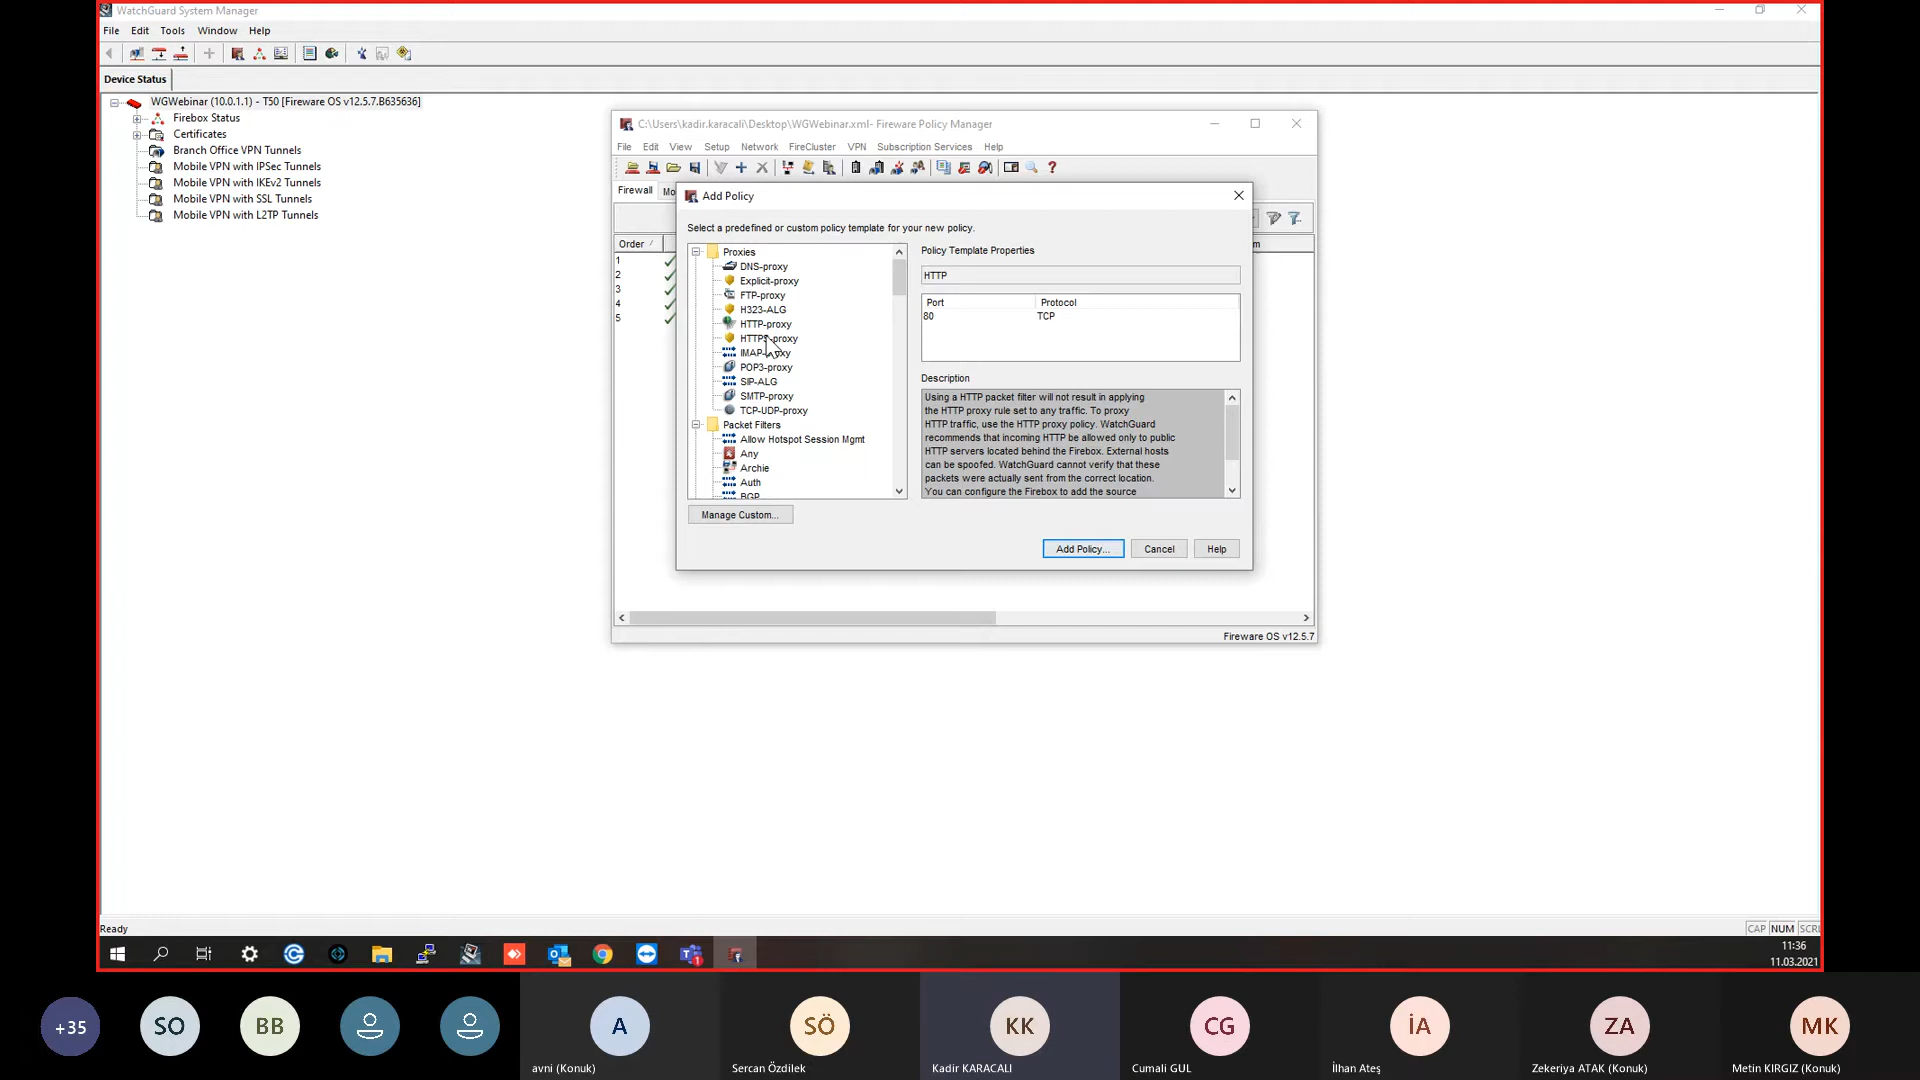 WatchGuard System Manager
File Edit Tools Window Help
Device Status
WGWebinar (10.0.1.1) - T50 [Fireware OS v12.5.7.B635636]
Firebox Status
Certificates
Branch Office VPN Tunnels
Mobile VPN with IPSec Tunnels
Mobile VPN with IKEv2 Tunnels
Mobile VPN with SSL Tunnels
Mobile VPN with L2TP Tunnels
C:\Users\kadir.karacali\Desktop\WGWebinar.xml- Fireware Policy Manager
File Edit View Setup Network FireCluster VPN Subscription Services Help
Firewall
Order
1
2
3
4
5
Add Policy
Select a predefined or custom policy template for your new policy.
Proxies
DNS-proxy
Explicit-proxy
FTP-proxy
H323-ALG
HTTP-proxy
HTTPS-proxy
IMAP-proxy
POP3-proxy
SIP-ALG
SMTP-proxy
TCP-UDP-proxy
Packet Filters
Allow Hotspot Session Mgmt
Any
Archie
Auth
BGP
Manage Custom...
Policy Template Properties
HTTP
Port Protocol
80 TCP
Description
Using a HTTP packet filter will not result in applying
the HTTP proxy rule set to any traffic. To proxy
HTTP traffic, use the HTTP proxy policy. WatchGuard
recommends that incoming HTTP be allowed only to public
HTTP servers located behind the Firebox. External hosts
can be spoofed. WatchGuard cannot verify that these
packets were actually sent from the correct location.
You can configure the Firebox to add the source
Add Policy... Cancel Help
Fireware OS v12.5.7
Ready
CAP NUM SCRL
11:36
11.03.2021
+35
SO
BB
A
avni (Konuk)
SÖ
Sercan Özdilek
KK
Kadir KARACALI
CG
Cumali GUL
İA
İlhan Ateş
ZA
Zekeriya ATAK (Konuk)
MK
Metin KIRGIZ (Konuk)